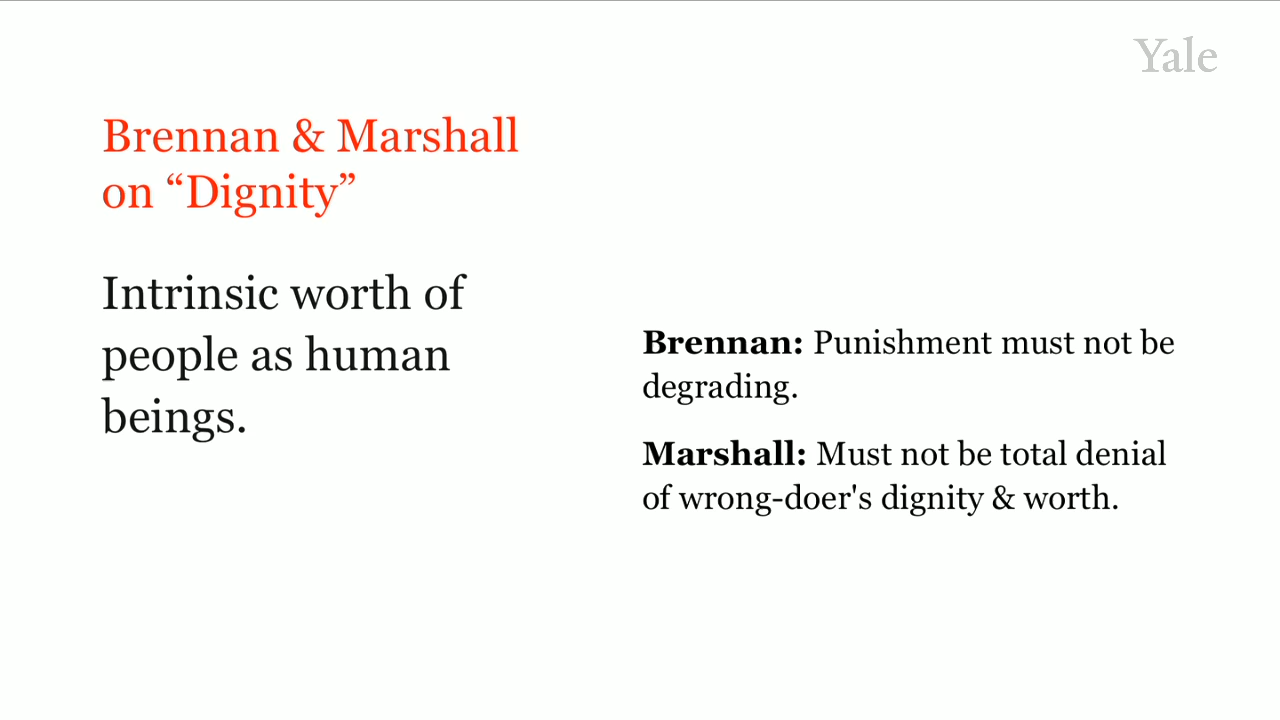 Yale
Brennan & Marshall
on “Dignity”
Intrinsic worth of
people as human
beings.
Brennan: Punishment must not be
degrading.
Marshall: Must not be total denial
of wrong-doer's dignity & worth.